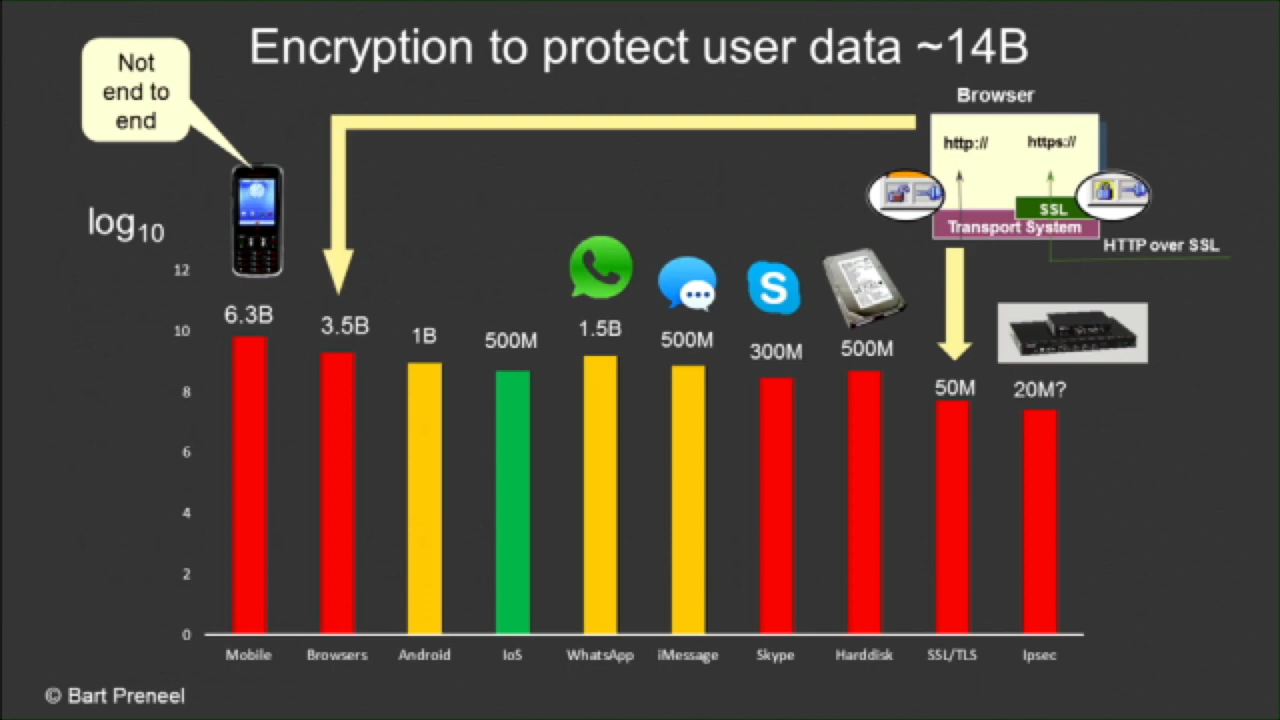 Encryption to protect user data ~14B
Not
end to
end
Browser
http://
https://
SSL
Transport System
HTTP over SSL
log10
12
10
8
6
4
2
0
6.3B
3.5B
1B
500M
1.5B
500M
300M
500M
50M
20M?
S
Mobile
Browsers
Android
IoS
WhatsApp
iMessage
Skype
Harddisk
SSL/TLS
Ipsec
© Bart Preneel